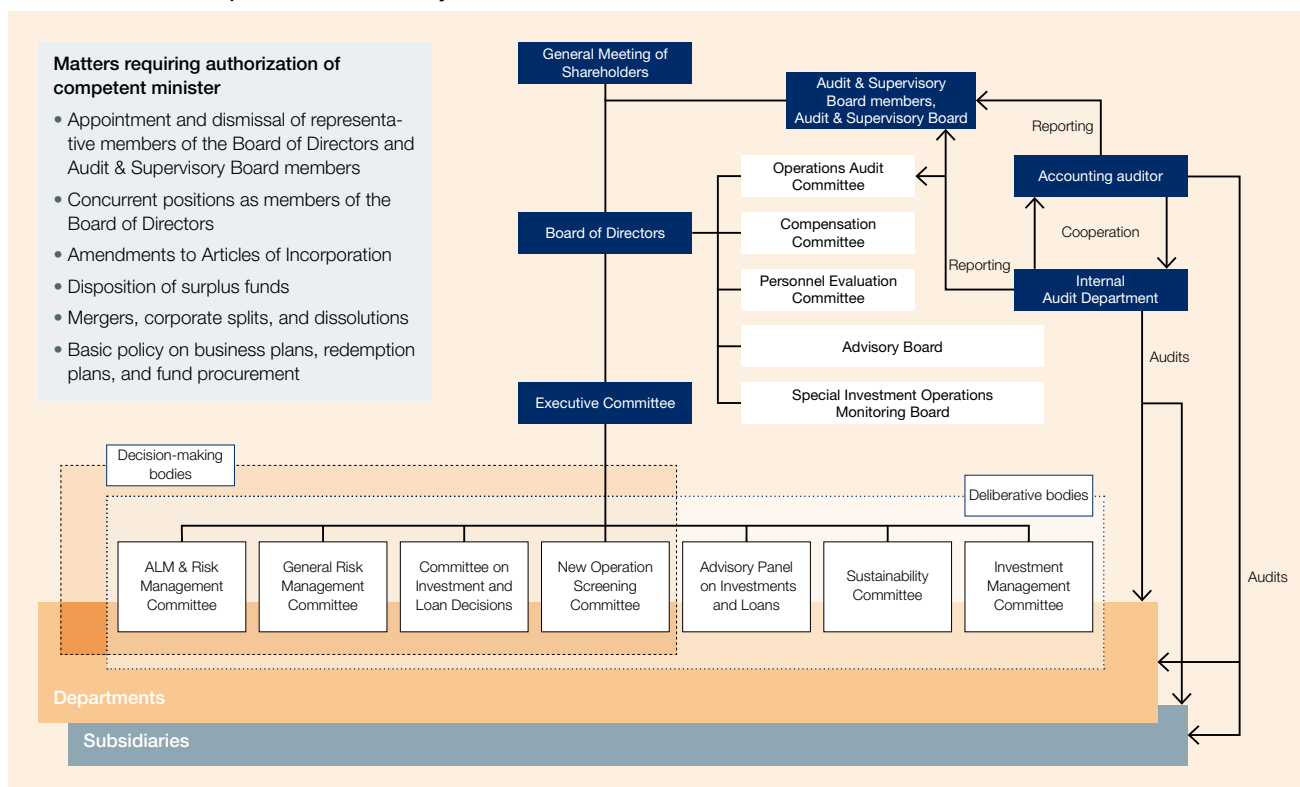 Matters requiring authorization of
competent minister
• Appointment and dismissal of representa-
tive members of the Board of Directors and
Audit & Supervisory Board members
• Concurrent positions as members of the
Board of Directors
• Amendments to Articles of Incorporation
• Disposition of surplus funds
• Mergers, corporate splits, and dissolutions
• Basic policy on business plans, redemption
plans, and fund procurement
General Meeting of
Shareholders
Audit & Supervisory
Board members,
Audit & Supervisory Board
Reporting
Operations Audit
Committee
Accounting auditor
Board of Directors
Compensation
Committee
Cooperation
Reporting
Personnel Evaluation
Committee
Internal
Audit Department
Advisory Board
Audits
Executive Committee
Special Investment Operations
Monitoring Board
Decision-making
bodies
Deliberative bodies
ALM & Risk
Management
Committee
General Risk
Management
Committee
Committee on
Investment and
Loan Decisions
New Operation
Screening
Committee
Advisory Panel
on Investments
and Loans
Sustainability
Committee
Investment
Management
Committee
Audits
Departments
Subsidiaries